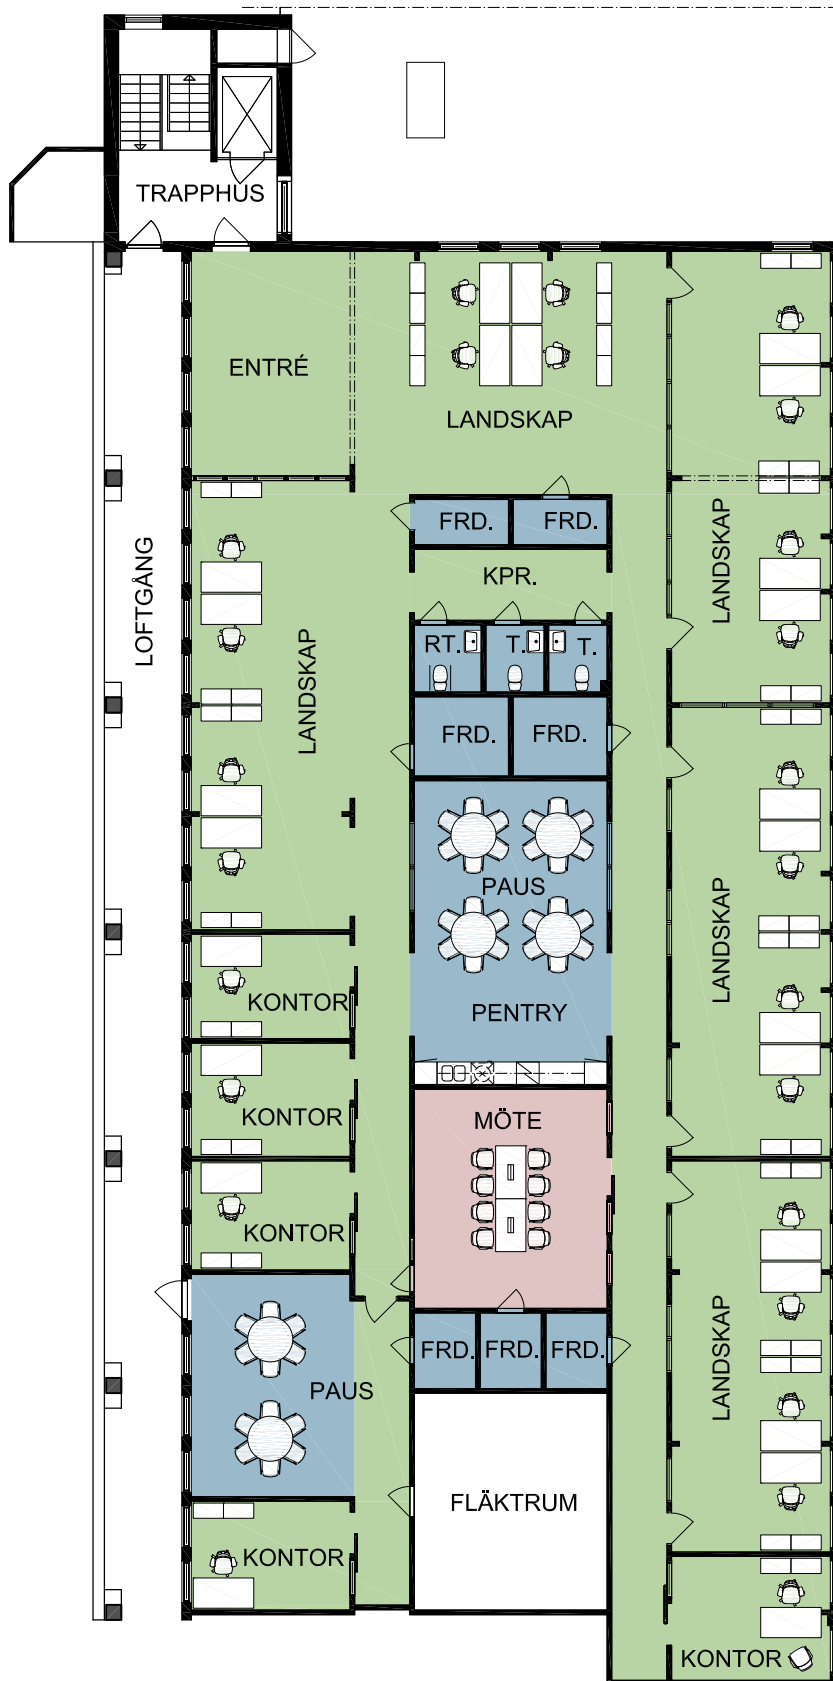 TRAPPHUS
ENTRÉ
LANDSKAP
LANDSKAP
FRD.
FRD.
KPR.
LOFTGÅNG
LANDSKAP
RT.
T.
T.
FRD.
FRD.
PAUS
LANDSKAP
KONTOR
PENTRY
KONTOR
MÖTE
KONTOR
LANDSKAP
FRD.
FRD.
FRD.
PAUS
FLÄKTRUM
KONTOR
KONTOR